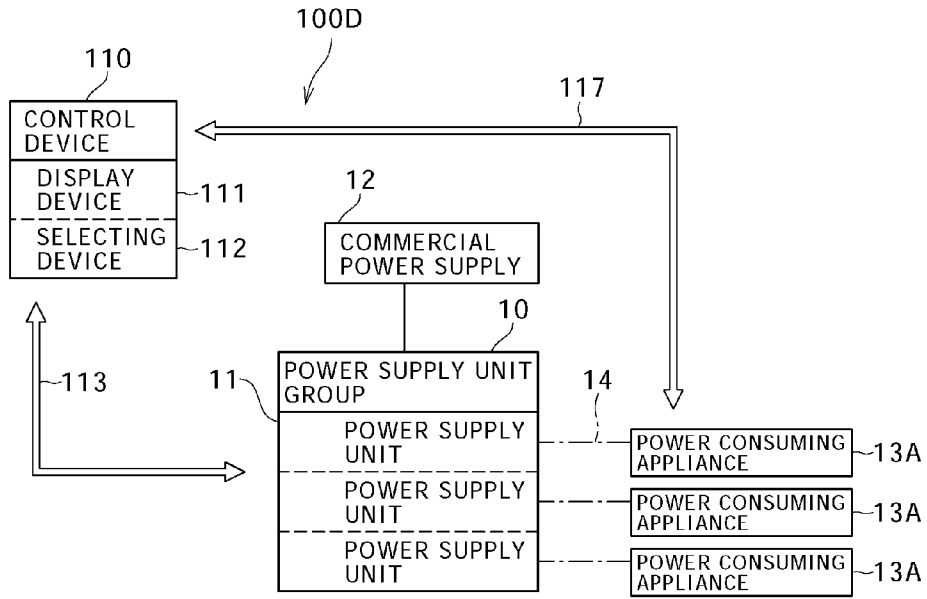 100D
110
117
CONTROL
DEVICE
DISPLAY
DEVICE
111
SELECTING
DEVICE
112
12
COMMERCIAL
POWER SUPPLY
113
10
11
POWER SUPPLY UNIT
GROUP
14
POWER SUPPLY
UNIT
POWER CONSUMING
APPLIANCE
13A
POWER SUPPLY
UNIT
POWER CONSUMING
APPLIANCE
13A
POWER SUPPLY
UNIT
POWER CONSUMING
APPLIANCE
13A